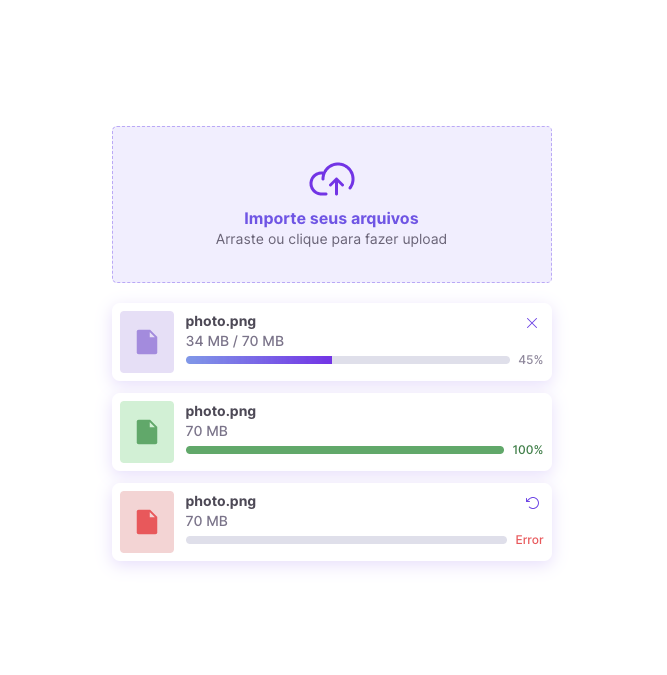 Importe seus arquivos
Arraste ou clique para fazer upload
photo.png
34 MB / 70 MB
45%
photo.png
70 MB
100%
photo.png
70 MB
Error